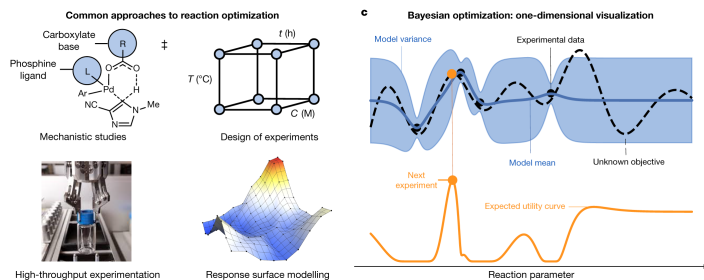 Common approaches to reaction optimization
Carboxylate
base
R
‡
Phosphine
ligand
L
O
O
Pd
H
Ar
NC
N
N
Me
Mechanistic studies
t (h)
T (°C)
C (M)
Design of experiments
High-throughput experimentation
Response surface modelling
c
Bayesian optimization: one-dimensional visualization
Model variance
Experimental data
Model mean
Unknown objective
Next
experiment
Expected utility curve
Reaction parameter